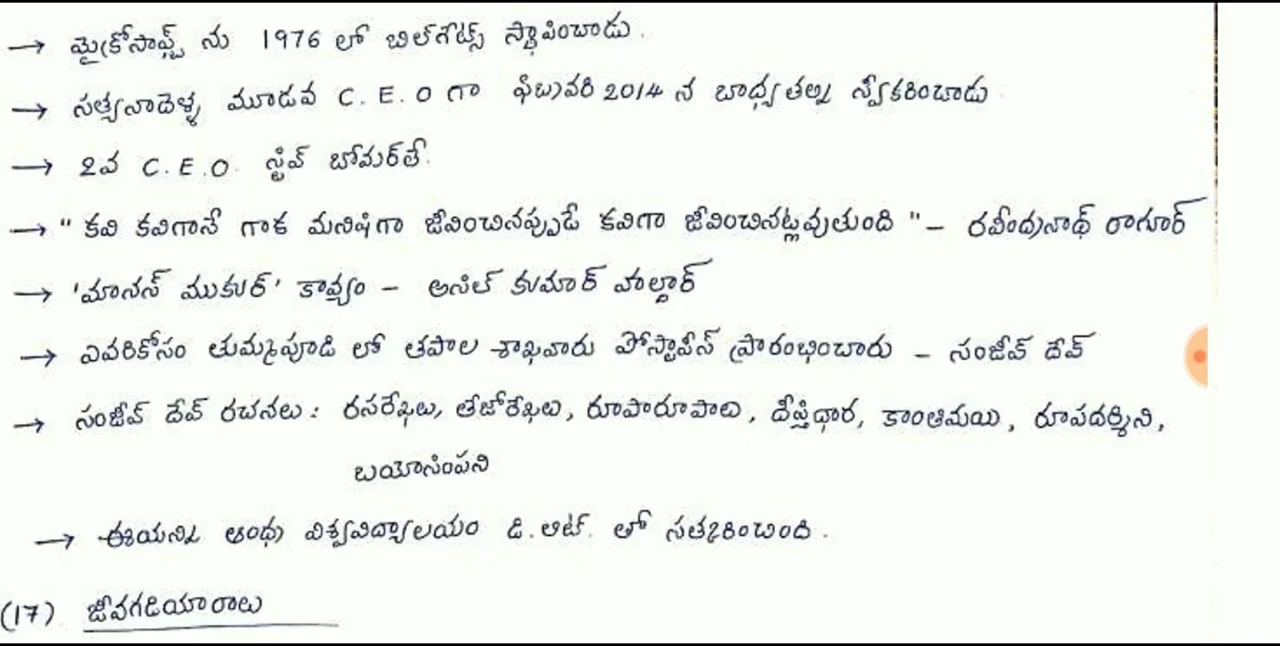 → మైక్రోసాఫ్ట్ ను 1976 లో బిల్‌గేట్స్ స్థాపించాడు.
→ సత్యనాదెళ్ళ మూడవ C.E.O గా ఫిబ్రవరి 2014 న బాధ్యతలు స్వీకరించాడు
→ 2వ C.E.O. స్టీవ్ బోమర్‌తే.
→ "కవి కవిగానే గాక మనిషిగా జీవించినప్పుడే కవిగా జీవించినట్లవుతుంది" - రవీంద్రనాథ్ ఠాగూర్
→ 'మానస్ ముకుర్' కావ్యం - అసిల్ కుమార్ హల్దార్
→ ఎవరికోసం తుమ్మపూడి లో తపాల శాఖవారు పోస్టాఫీస్ ప్రారంభించారు - సంజీవ్ దేవ్
→ సంజీవ్ దేవ్ రచనలు: రసరేఖలు, తేజోరేఖలు, రూపారూపాలు, దీప్తిధార, కాంతిమయి, రూపదర్శిని,
బయోసింపని
→ ఈయనను ఆంధ్ర విశ్వవిద్యాలయం డి.లిట్. తో సత్కరించింది.
(17) జీవగడియారాలు